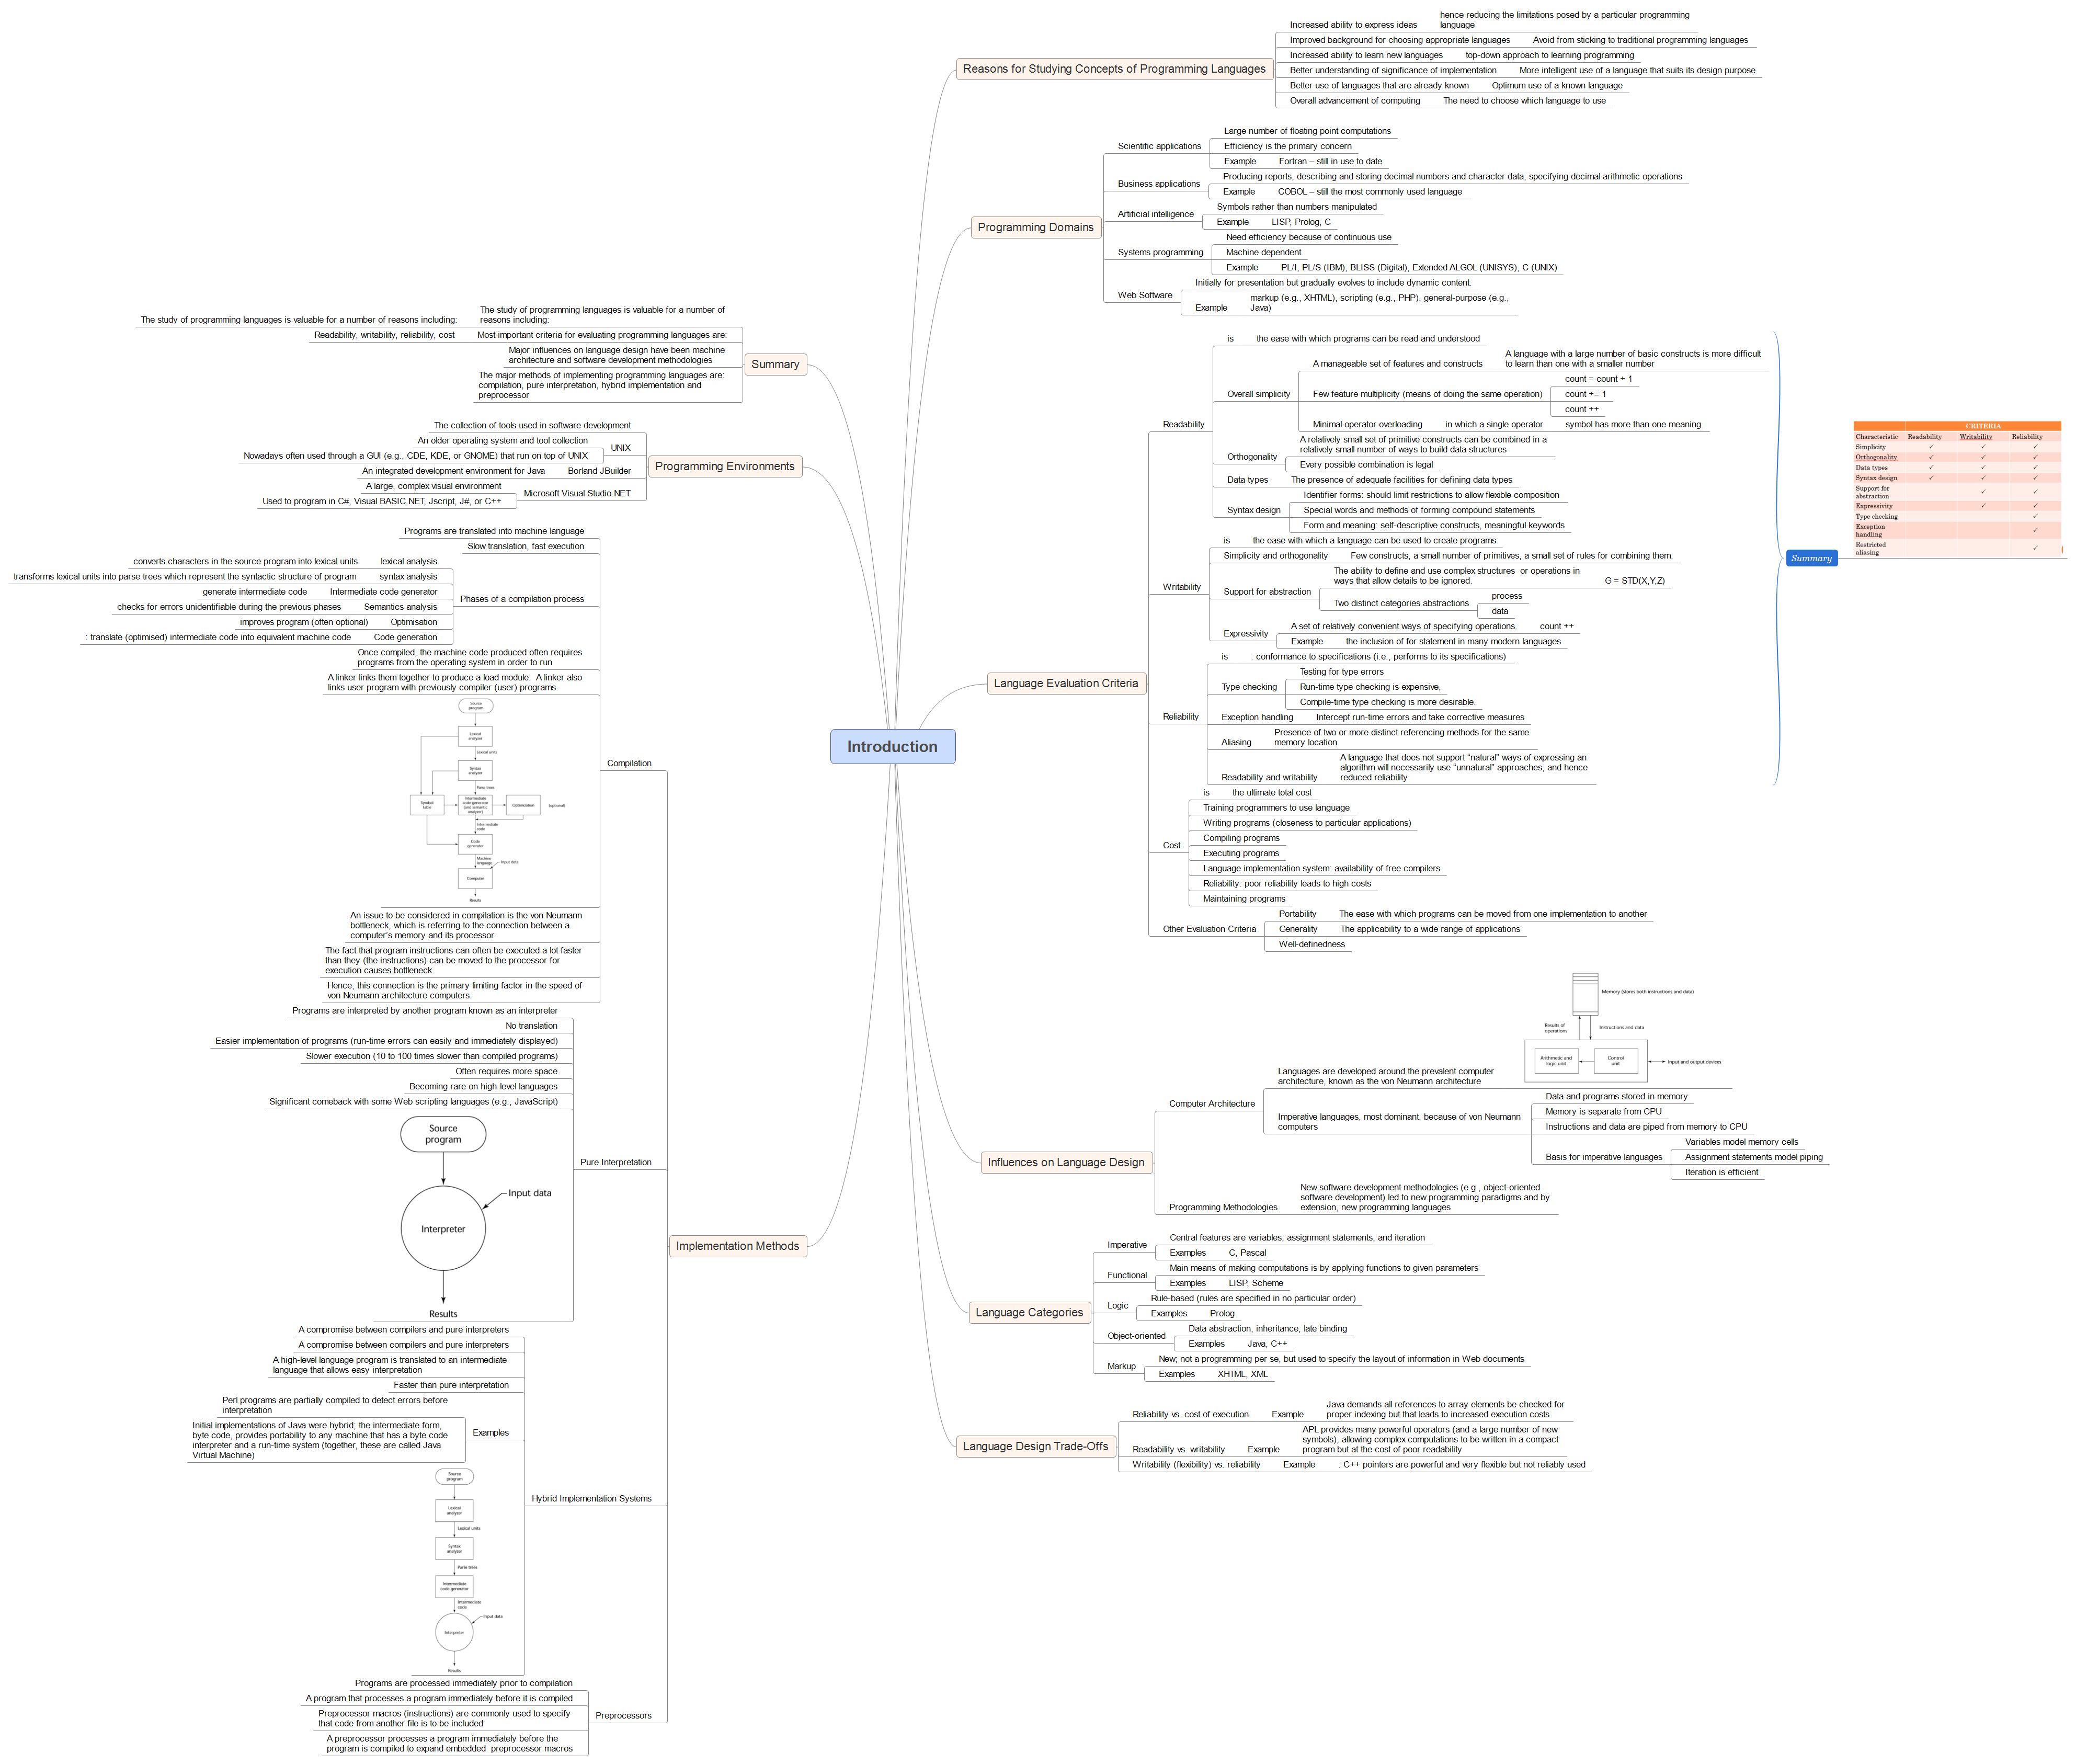 Introduction
Reasons for Studying Concepts of Programming Languages
Increased ability to express ideas
hence reducing the limitations posed by a particular programming
language
Improved background for choosing appropriate languages
Avoid from sticking to traditional programming languages
Increased ability to learn new languages
top-down approach to learning programming
Better understanding of significance of implementation
More intelligent use of a language that suits its design purpose
Better use of languages that are already known
Optimum use of a known language
Overall advancement of computing
The need to choose which language to use
Programming Domains
Scientific applications
Large number of floating point computations
Efficiency is the primary concern
Example
Fortran – still in use to date
Business applications
Producing reports, describing and storing decimal numbers and character data, specifying decimal arithmetic operations
Example
COBOL – still the most commonly used language
Artificial intelligence
Symbols rather than numbers manipulated
Example
LISP, Prolog, C
Systems programming
Need efficiency because of continuous use
Machine dependent
Example
PL/I, PL/S (IBM), BLISS (Digital), Extended ALGOL (UNISYS), C (UNIX)
Web Software
Initially for presentation but gradually evolves to include dynamic content.
Example
markup (e.g., XHTML), scripting (e.g., PHP), general-purpose (e.g.,
Java)
Language Evaluation Criteria
Readability
is
the ease with which programs can be read and understood
Overall simplicity
A manageable set of features and constructs
A language with a large number of basic constructs is more difficult
to learn than one with a smaller number
Few feature multiplicity (means of doing the same operation)
count = count + 1
count += 1
count ++
Minimal operator overloading
in which a single operator
symbol has more than one meaning.
Orthogonality
A relatively small set of primitive constructs can be combined in a
relatively small number of ways to build data structures
Every possible combination is legal
Data types
The presence of adequate facilities for defining data types
Syntax design
Identifier forms: should limit restrictions to allow flexible composition
Special words and methods of forming compound statements
Form and meaning: self-descriptive constructs, meaningful keywords
Writability
is
the ease with which a language can be used to create programs
Simplicity and orthogonality
Few constructs, a small number of primitives, a small set of rules for combining them.
Support for abstraction
The ability to define and use complex structures or operations in
ways that allow details to be ignored.
G = STD(X,Y,Z)
Two distinct categories abstractions
process
data
Expressivity
A set of relatively convenient ways of specifying operations.
count ++
Example
the inclusion of for statement in many modern languages
Reliability
is
: conformance to specifications (i.e., performs to its specifications)
Type checking
Testing for type errors
Run-time type checking is expensive,
Compile-time type checking is more desirable.
Exception handling
Intercept run-time errors and take corrective measures
Aliasing
Presence of two or more distinct referencing methods for the same
memory location
Readability and writability
A language that does not support “natural” ways of expressing an
algorithm will necessarily use “unnatural” approaches, and hence
reduced reliability
Cost
is
the ultimate total cost
Training programmers to use language
Writing programs (closeness to particular applications)
Compiling programs
Executing programs
Language implementation system: availability of free compilers
Reliability: poor reliability leads to high costs
Maintaining programs
Other Evaluation Criteria
Portability
The ease with which programs can be moved from one implementation to another
Generality
The applicability to a wide range of applications
Well-definedness
Summary
CRITERIA
Characteristic Readability Writability Reliability
Simplicity ✓ ✓ ✓
Orthogonality ✓ ✓ ✓
Data types ✓ ✓ ✓
Syntax design ✓ ✓ ✓
Support for
abstraction ✓ ✓
Expressivity ✓ ✓
Type checking ✓
Exception
handling ✓
Restricted
aliasing ✓
Influences on Language Design
Computer Architecture
Languages are developed around the prevalent computer
architecture, known as the von Neumann architecture
Memory (stores both instructions and data)
Results of
operations
Instructions and data
Arithmetic and
logic unit
Control
unit
Input and output devices
Imperative languages, most dominant, because of von Neumann
computers
Data and programs stored in memory
Memory is separate from CPU
Instructions and data are piped from memory to CPU
Basis for imperative languages
Variables model memory cells
Assignment statements model piping
Iteration is efficient
Programming Methodologies
New software development methodologies (e.g., object-oriented
software development) led to new programming paradigms and by
extension, new programming languages
Language Categories
Imperative
Central features are variables, assignment statements, and iteration
Examples
C, Pascal
Functional
Main means of making computations is by applying functions to given parameters
Examples
LISP, Scheme
Logic
Rule-based (rules are specified in no particular order)
Examples
Prolog
Object-oriented
Data abstraction, inheritance, late binding
Examples
Java, C++
Markup
New; not a programming per se, but used to specify the layout of information in Web documents
Examples
XHTML, XML
Language Design Trade-Offs
Reliability vs. cost of execution
Example
Java demands all references to array elements be checked for
proper indexing but that leads to increased execution costs
Readability vs. writability
Example
APL provides many powerful operators (and a large number of new
symbols), allowing complex computations to be written in a compact
program but at the cost of poor readability
Writability (flexibility) vs. reliability
Example
: C++ pointers are powerful and very flexible but not reliably used
Summary
The study of programming languages is valuable for a number of
reasons including:
The study of programming languages is valuable for a number of reasons including:
Most important criteria for evaluating programming languages are:
Readability, writability, reliability, cost
Major influences on language design have been machine
architecture and software development methodologies
The major methods of implementing programming languages are:
compilation, pure interpretation, hybrid implementation and
preprocessor
Programming Environments
The collection of tools used in software development
UNIX
An older operating system and tool collection
Nowadays often used through a GUI (e.g., CDE, KDE, or GNOME) that run on top of UNIX
Borland JBuilder
An integrated development environment for Java
Microsoft Visual Studio.NET
A large, complex visual environment
Used to program in C#, Visual BASIC.NET, Jscript, J#, or C++
Implementation Methods
Compilation
Programs are translated into machine language
Slow translation, fast execution
Phases of a compilation process
lexical analysis
converts characters in the source program into lexical units
syntax analysis
transforms lexical units into parse trees which represent the syntactic structure of program
Intermediate code generator
generate intermediate code
Semantics analysis
checks for errors unidentifiable during the previous phases
Optimisation
improves program (often optional)
Code generation
: translate (optimised) intermediate code into equivalent machine code
Once compiled, the machine code produced often requires
programs from the operating system in order to run
A linker links them together to produce a load module. A linker also
links user program with previously compiler (user) programs.
Source
program
Lexical
analyzer
Lexical units
Syntax
analyzer
Parse trees
Symbol
table
Intermediate
code generator
(and semantic
analyzer)
Optimization
(optional)
Intermediate
code
Code
generator
Machine
language
Input data
Computer
Results
An issue to be considered in compilation is the von Neumann
bottleneck, which is referring to the connection between a
computer’s memory and its processor
The fact that program instructions can often be executed a lot faster
than they (the instructions) can be moved to the processor for
execution causes bottleneck.
Hence, this connection is the primary limiting factor in the speed of
von Neumann architecture computers.
Pure Interpretation
Programs are interpreted by another program known as an interpreter
No translation
Easier implementation of programs (run-time errors can easily and immediately displayed)
Slower execution (10 to 100 times slower than compiled programs)
Often requires more space
Becoming rare on high-level languages
Significant comeback with some Web scripting languages (e.g., JavaScript)
Source
program
Input data
Interpreter
Results
Hybrid Implementation Systems
A compromise between compilers and pure interpreters
A compromise between compilers and pure interpreters
A high-level language program is translated to an intermediate
language that allows easy interpretation
Faster than pure interpretation
Examples
Perl programs are partially compiled to detect errors before
interpretation
Initial implementations of Java were hybrid; the intermediate form,
byte code, provides portability to any machine that has a byte code
interpreter and a run-time system (together, these are called Java
Virtual Machine)
Source
program
Lexical
analyzer
Lexical units
Syntax
analyzer
Parse trees
Intermediate
code generator
Intermediate
code
Input data
Interpreter
Results
Preprocessors
Programs are processed immediately prior to compilation
A program that processes a program immediately before it is compiled
Preprocessor macros (instructions) are commonly used to specify
that code from another file is to be included
A preprocessor processes a program immediately before the
program is compiled to expand embedded preprocessor macros